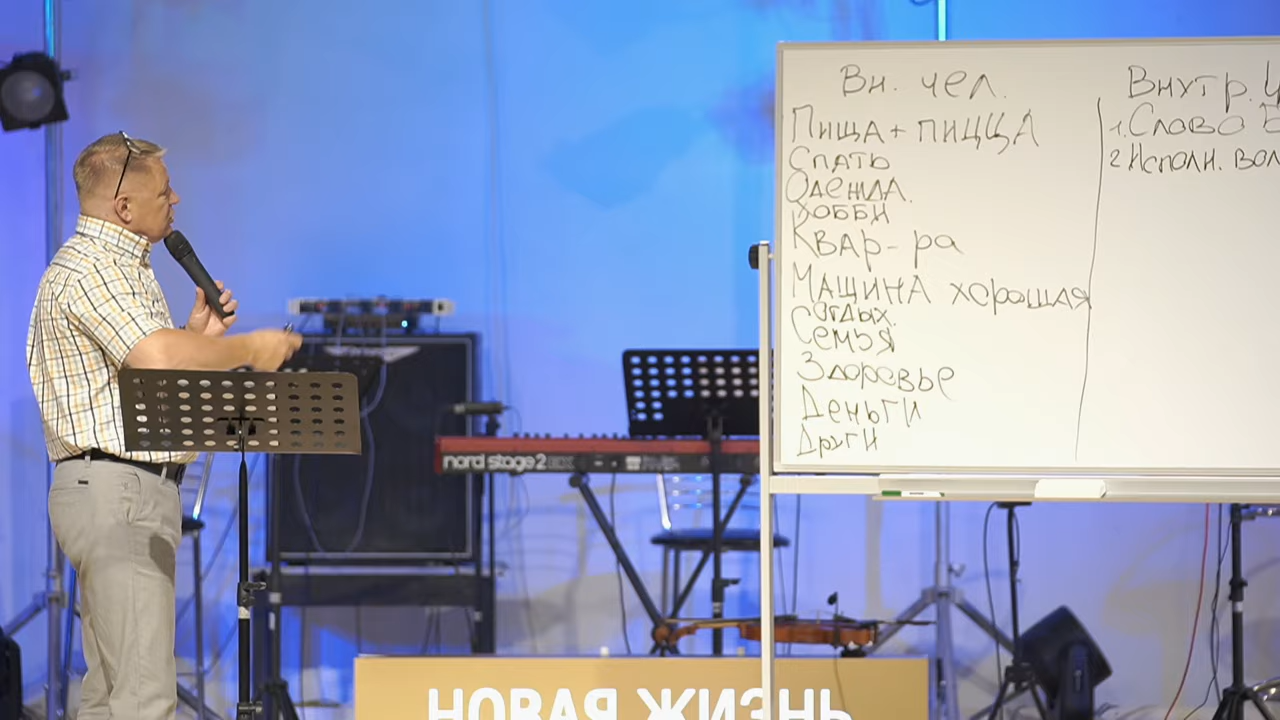 Вн. чел.
Пища + пицца
Спать
Одежда.
Хобби
Квар-ра
Машина хорошая
Отдых.
Семья
Здоровье
Деньги
Други
Внутр. Ч
1. Слово Б
2 Исполн. вол
nord stage 2
НОВАЯ ЖИЗНЬ